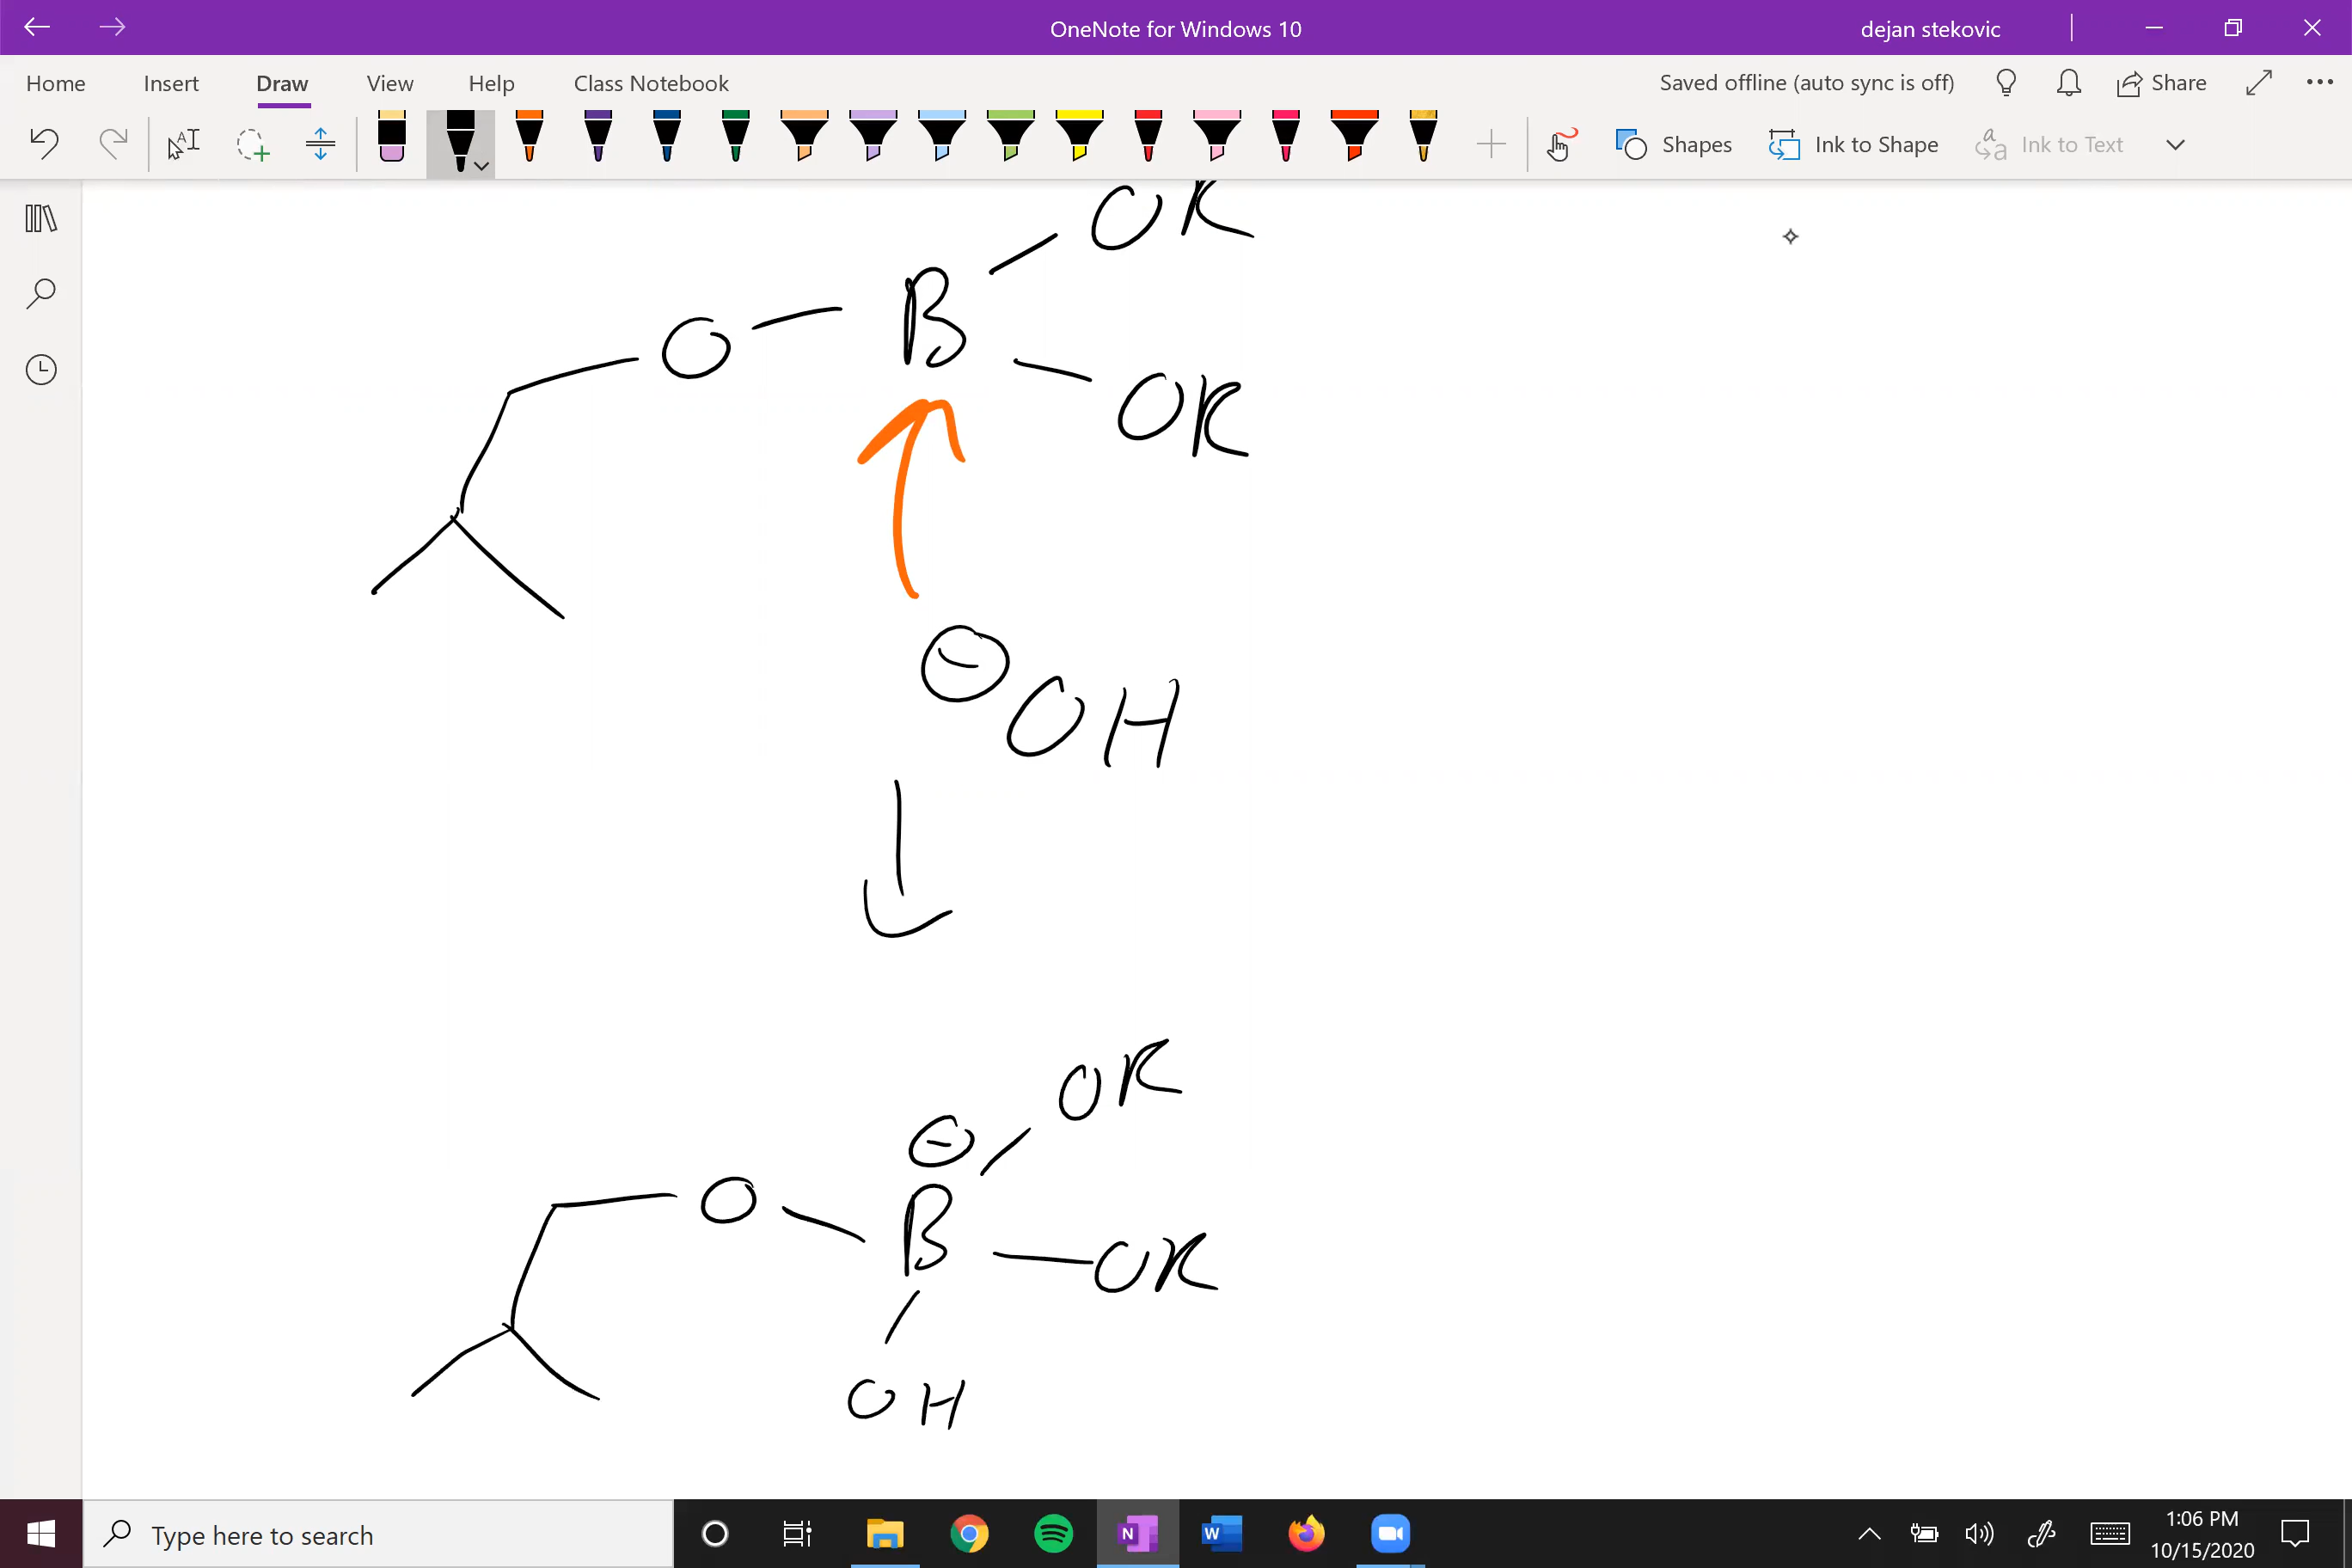 OneNote for Windows 10
dejan stekovic
Home Insert Draw View Help Class Notebook
Saved offline (auto sync is off) Share
Shapes Ink to Shape Ink to Text
OR
O B
OR
⊖
OH
OR
⊖
O B OR
OH
Type here to search
1:06 PM
10/15/2020